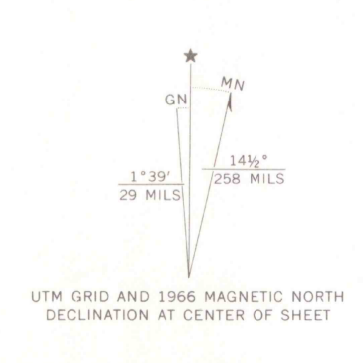 ★
MN
GN
14½°
258 MILS
1°39′
29 MILS
UTM GRID AND 1966 MAGNETIC NORTH
DECLINATION AT CENTER OF SHEET